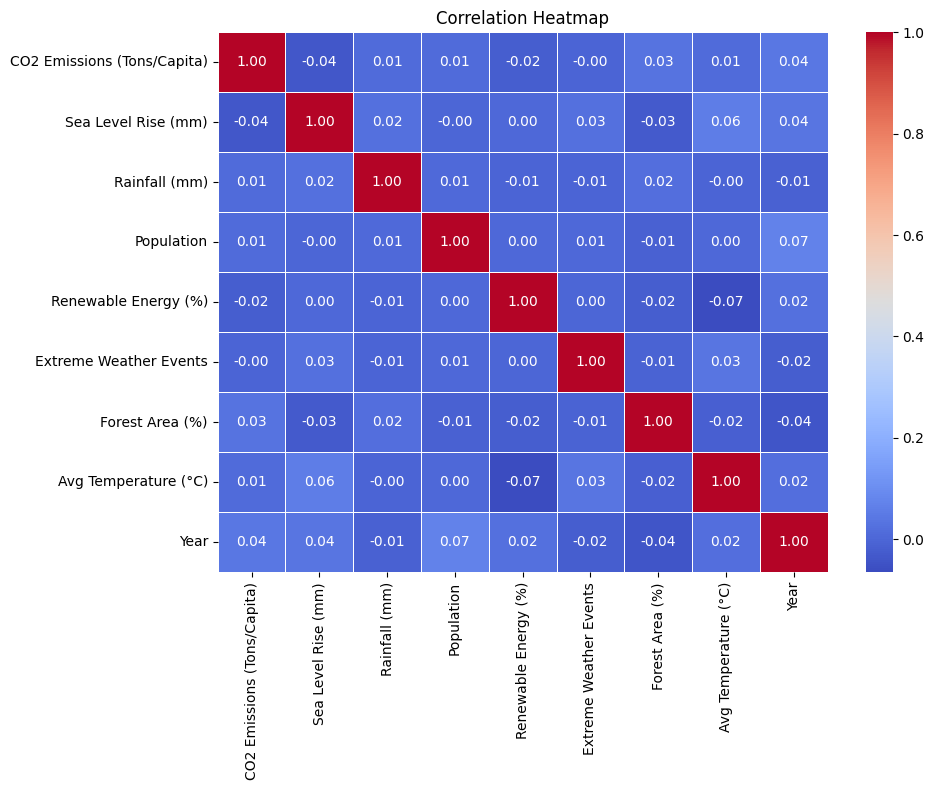 Correlation Heatmap
CO2 Emissions (Tons/Capita) 1.00 -0.04 0.01 0.01 -0.02 -0.00 0.03 0.01 0.04
Sea Level Rise (mm) -0.04 1.00 0.02 -0.00 0.00 0.03 -0.03 0.06 0.04
Rainfall (mm) 0.01 0.02 1.00 0.01 -0.01 -0.01 0.02 -0.00 -0.01
Population 0.01 -0.00 0.01 1.00 0.00 0.01 -0.01 0.00 0.07
Renewable Energy (%) -0.02 0.00 -0.01 0.00 1.00 0.00 -0.02 -0.07 0.02
Extreme Weather Events -0.00 0.03 -0.01 0.01 0.00 1.00 -0.01 0.03 -0.02
Forest Area (%) 0.03 -0.03 0.02 -0.01 -0.02 -0.01 1.00 -0.02 -0.04
Avg Temperature (°C) 0.01 0.06 -0.00 0.00 -0.07 0.03 -0.02 1.00 0.02
Year 0.04 0.04 -0.01 0.07 0.02 -0.02 -0.04 0.02 1.00
CO2 Emissions (Tons/Capita)
Sea Level Rise (mm)
Rainfall (mm)
Population
Renewable Energy (%)
Extreme Weather Events
Forest Area (%)
Avg Temperature (°C)
Year
1.0
0.8
0.6
0.4
0.2
0.0